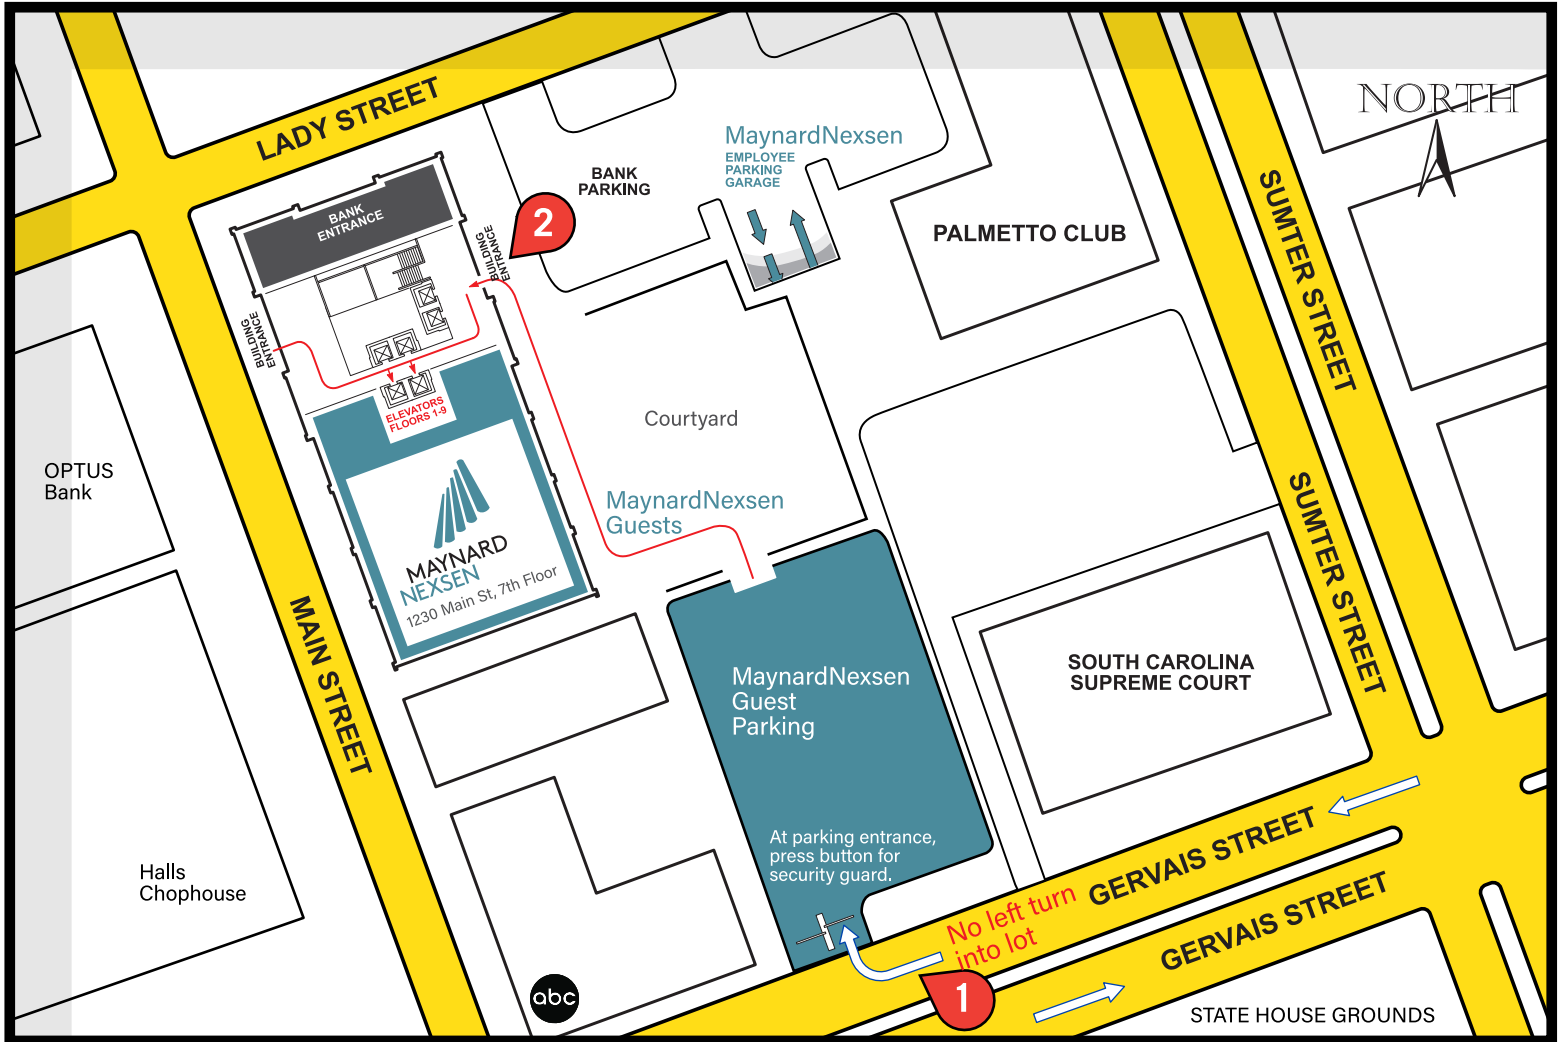 NORTH
LADY STREET
MaynardNexsen
EMPLOYEE
PARKING
GARAGE
BANK
PARKING
BANK
ENTRANCE
2
BUILDING
ENTRANCE
PALMETTO CLUB
SUMTER STREET
BUILDING
ENTRANCE
ELEVATORS
FLOORS 1-9
Courtyard
OPTUS
Bank
MaynardNexsen
Guests
MAYNARD
NEXSEN
1230 Main St, 7th Floor
SUMTER STREET
MAIN STREET
MaynardNexsen
Guest
Parking
SOUTH CAROLINA
SUPREME COURT
At parking entrance,
press button for
security guard.
Halls
Chophouse
GERVAIS STREET
No left turn
into lot
GERVAIS STREET
abc
1
STATE HOUSE GROUNDS